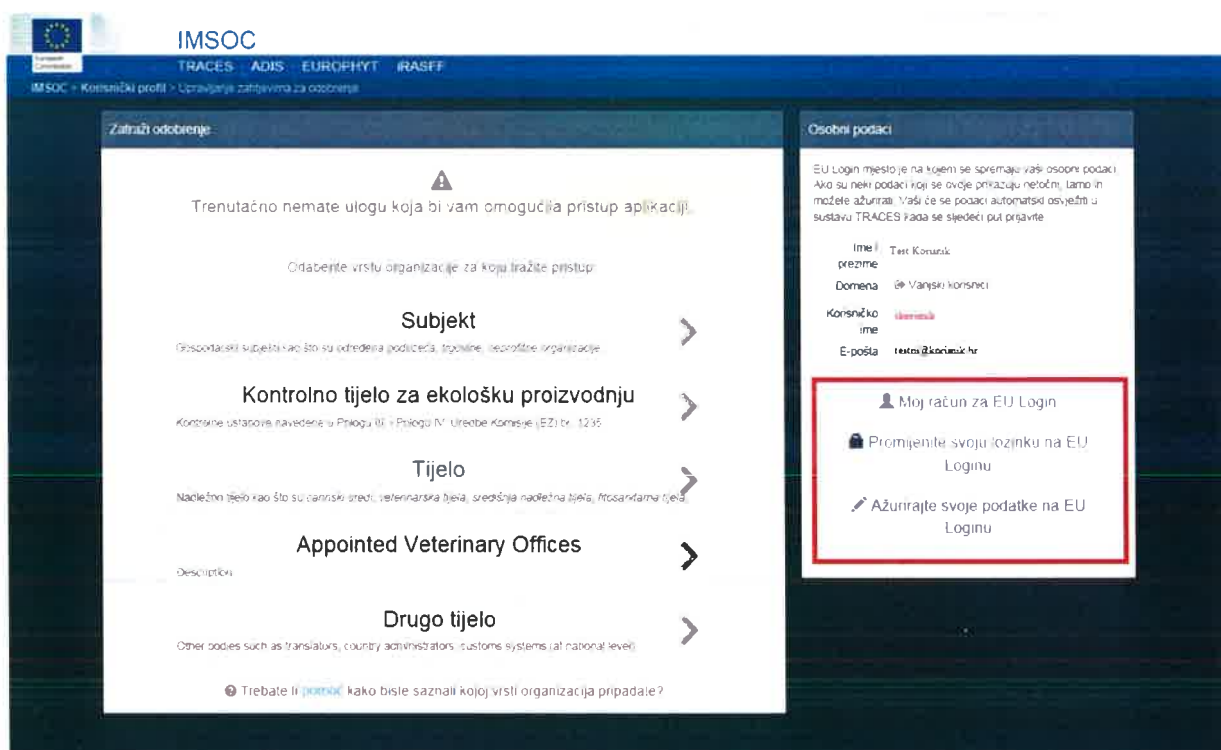 European
Commission
IMSOC
TRACES ADIS EUROPHYT iRASFF
IMSOC > Korisnički profil > Upravljanje zahtjevima za odobrenje
Zatraži odobrenje
Trenutačno nemate ulogu koja bi vam omogućila pristup aplikaciji.
Odaberite vrstu organizacije za koju tražite pristup:
Subjekt
Gospodarski subjekti kao što su određena poduzeća, trgovine, neprofitne organizacije
Kontrolno tijelo za ekološku proizvodnju
Kontrolne ustanove navedene u Prilogu III. i Prilogu IV. Uredbe Komisije (EZ) br. 1235
Tijelo
Nadležno tijelo kao što su carinski uredi, veterinarska tijela, središnja nadležna tijela, fitosanitarna tijela
Appointed Veterinary Offices
Description
Drugo tijelo
Other bodies such as translators, country administrators, customs systems (at national level)
Trebate li pomoć kako biste saznali kojoj vrsti organizacija pripadate?
Osobni podaci
EU Login mjesto je na kojem se spremaju vaši osobni podaci.
Ako su neki podaci koji se ovdje prikazuju netočni, tamo ih
možete ažurirati. Vaši će se podaci automatski osvježiti u
sustavu TRACES kada se sljedeći put prijavite
Ime i
prezime
Test Korisnik
Domena Vanjski korisnici
Korisničko
ime
E-pošta
Moj račun za EU Login
Promijenite svoju lozinku na EU
Loginu
Ažurirajte svoje podatke na EU
Loginu